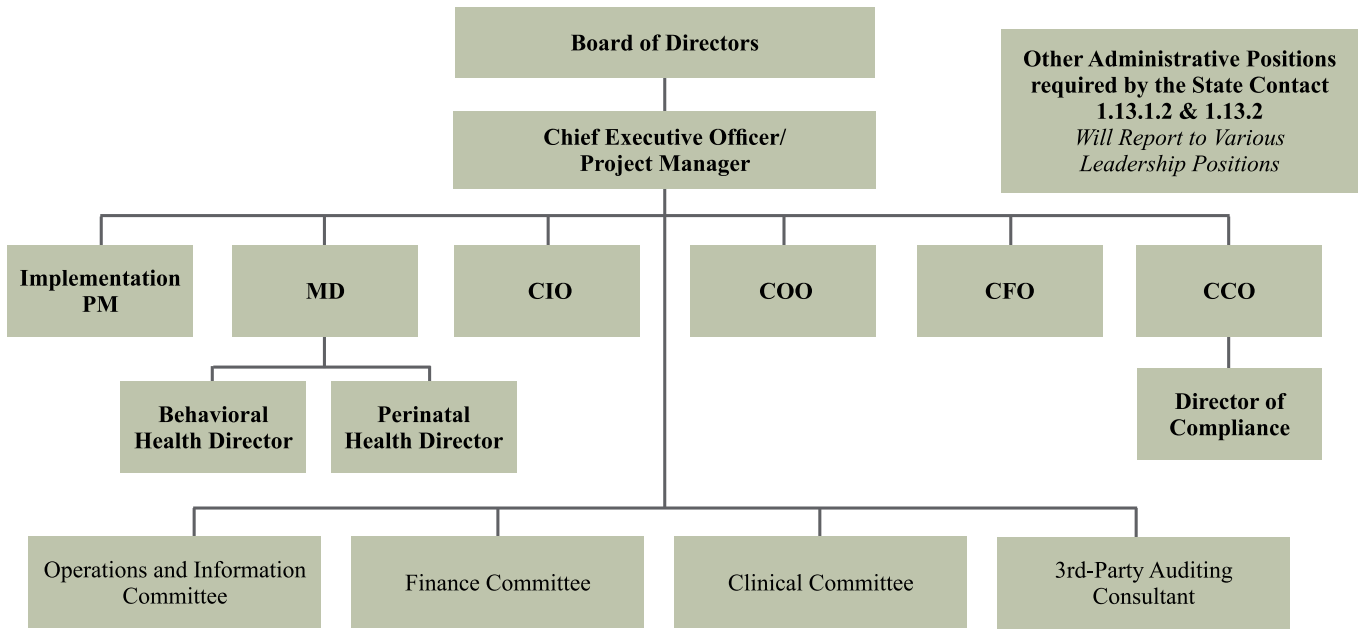 Board of Directors
Other Administrative Positions
required by the State Contact
1.13.1.2 & 1.13.2
Will Report to Various
Leadership Positions
Chief Executive Officer/
Project Manager
Implementation
PM
MD
CIO
COO
CFO
CCO
Behavioral
Health Director
Perinatal
Health Director
Director of
Compliance
Operations and Information
Committee
Finance Committee
Clinical Committee
3rd-Party Auditing
Consultant